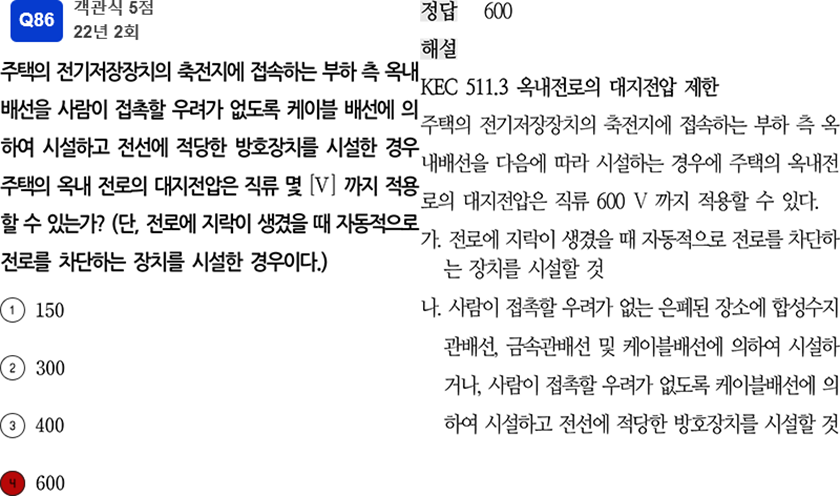 Q86
객관식 5점
22년 2회
주택의 전기저장장치의 축전지에 접속하는 부하 측 옥내
배선을 사람이 접촉할 우려가 없도록 케이블 배선에 의
하여 시설하고 전선에 적당한 방호장치를 시설한 경우
주택의 옥내 전로의 대지전압은 직류 몇 [V] 까지 적용
할 수 있는가? (단, 전로에 지락이 생겼을 때 자동적으로
전로를 차단하는 장치를 시설한 경우이다.)
① 150
② 300
③ 400
④ 600
정답 600
해설
KEC 511.3 옥내전로의 대지전압 제한
주택의 전기저장장치의 축전지에 접속하는 부하 측 옥
내배선을 다음에 따라 시설하는 경우에 주택의 옥내전
로의 대지전압은 직류 600 V 까지 적용할 수 있다.
가. 전로에 지락이 생겼을 때 자동적으로 전로를 차단하
는 장치를 시설할 것
나. 사람이 접촉할 우려가 없는 은폐된 장소에 합성수지
관배선, 금속관배선 및 케이블배선에 의하여 시설하
거나, 사람이 접촉할 우려가 없도록 케이블배선에 의
하여 시설하고 전선에 적당한 방호장치를 시설할 것